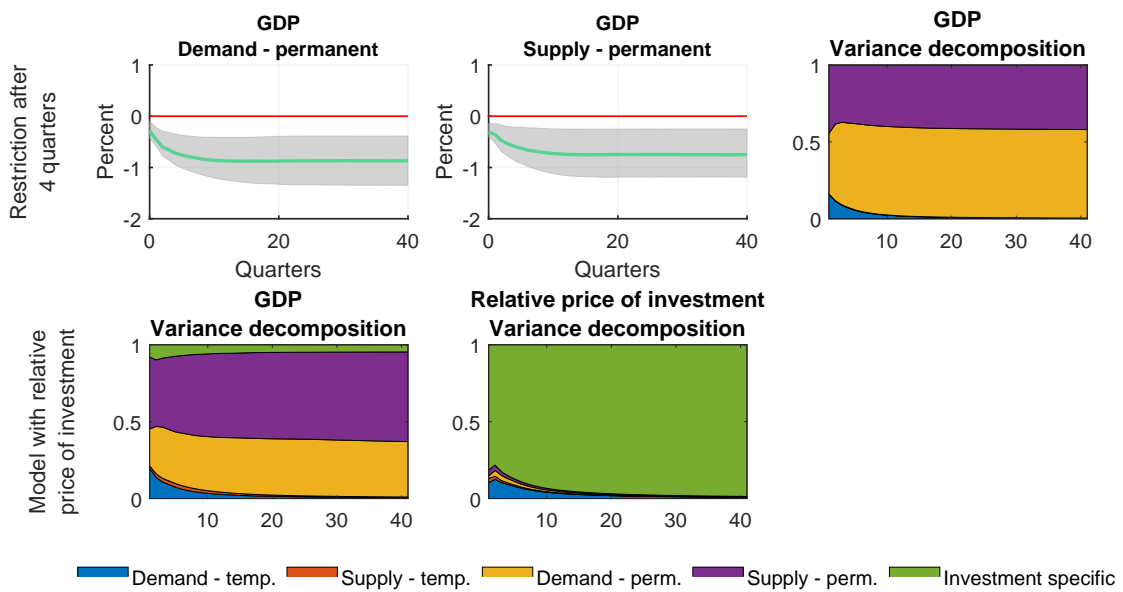 GDP
Demand - permanent
GDP
Supply - permanent
GDP
Variance decomposition
Restriction after
4 quarters
Percent
1
0
-1
-2
0
20
40
Quarters
Percent
1
0
-1
-2
0
20
40
Quarters
1
0.5
0
10
20
30
40
GDP
Variance decomposition
Relative price of investment
Variance decomposition
Model with relative
price of investment
1
0.5
0
10
20
30
40
1
0.5
0
10
20
30
40
Demand - temp.
Supply - temp.
Demand - perm.
Supply - perm.
Investment specific